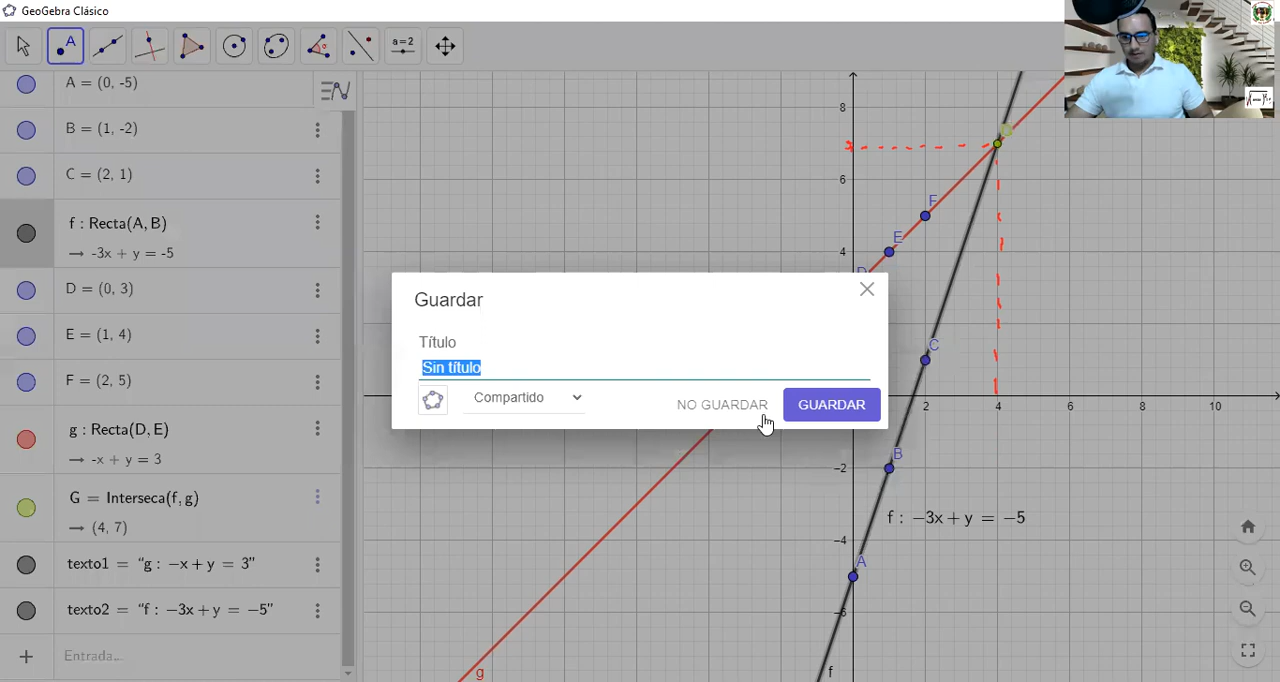 GeoGebra Clásico
A
a=2
A = (0, -5)
B = (1, -2)
C = (2, 1)
f : Recta(A, B)
→ -3x + y = -5
D = (0, 3)
E = (1, 4)
F = (2, 5)
g : Recta(D, E)
→ -x + y = 3
G = Interseca(f, g)
→ (4, 7)
texto1 = “g : −x + y = 3”
texto2 = “f : −3x + y = −5”
Entrada...
Guardar
Título
Sin título
Compartido
NO GUARDAR
GUARDAR
8
6
4
2
4
6
8
10
−2
−4
−6
G
F
E
D
C
B
A
f : −3x + y = −5
g
f